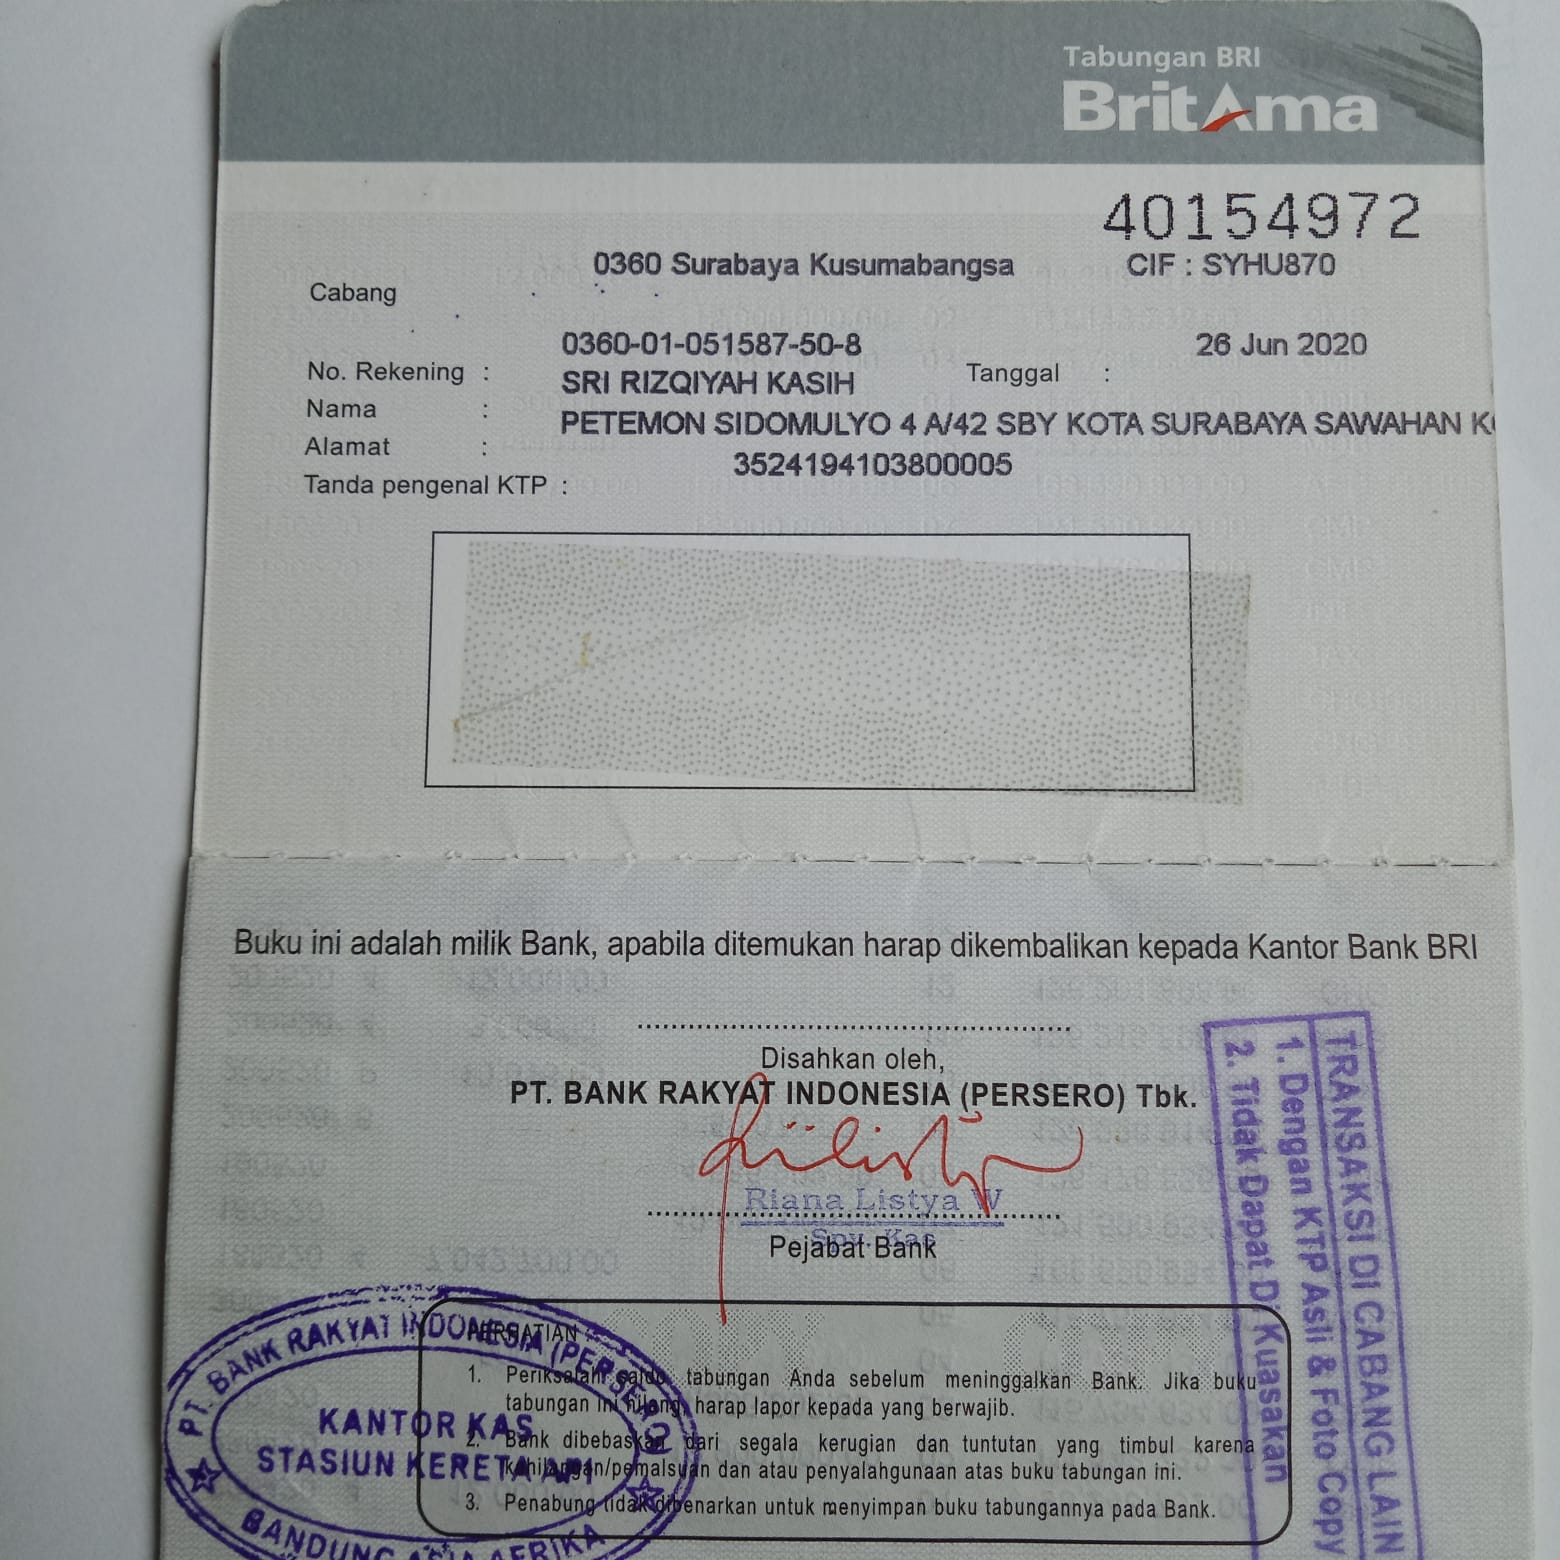 Tabungan BRI
BritAma
40154972
0360 Surabaya Kusumabangsa CIF : SYHU870
Cabang
0360-01-051587-50-8 26 Jun 2020
No. Rekening : Tanggal :
SRI RIZQIYAH KASIH
Nama :
PETEMON SIDOMULYO 4 A/42 SBY KOTA SURABAYA SAWAHAN
Alamat :
3524194103800005
Tanda pengenal KTP :
Buku ini adalah milik Bank, apabila ditemukan harap dikembalikan kepada Kantor Bank BRI
Disahkan oleh,
PT. BANK RAKYAT INDONESIA (PERSERO) Tbk.
Riana Listya W
Spv. Kas
Pejabat Bank
TRANSAKSI DI CABANG LAIN
1. Dengan KTP Asli & Foto Copy
2. Tidak Dapat Di Kuasakan
PT. BANK RAKYAT INDONESIA (PERSERO)
KANTOR KAS
STASIUN KERETA API
BANDUNG ASIA AFRIKA
PERHATIAN
1. Periksalah saldo tabungan Anda sebelum meninggalkan Bank. Jika buku
tabungan ini hilang, harap lapor kepada yang berwajib.
2. Bank dibebaskan dari segala kerugian dan tuntutan yang timbul karena
kehilangan/pemalsuan dan atau penyalahgunaan atas buku tabungan ini.
3. Penabung tidak dibenarkan untuk menyimpan buku tabungannya pada Bank.